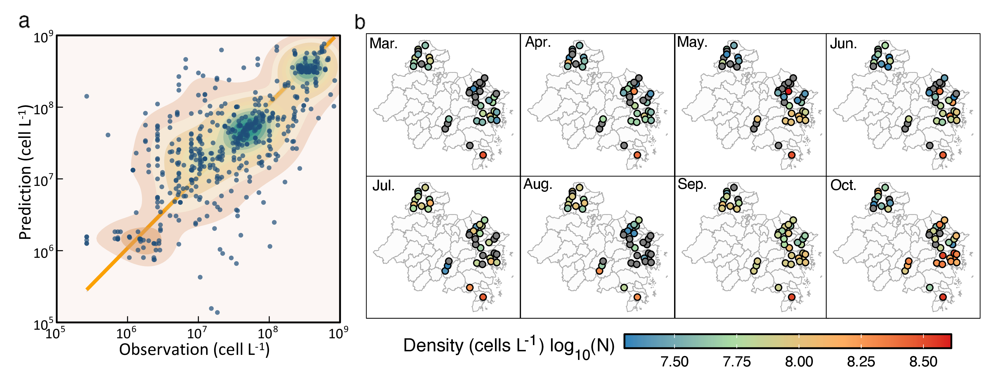 a
b
10⁹
10⁸
10⁷
10⁶
10⁵
Prediction (cell L⁻¹)
10⁵ 10⁶ 10⁷ 10⁸ 10⁹
Observation (cell L⁻¹)
Mar. Apr. May. Jun.
Jul. Aug. Sep. Oct.
Density (cells L⁻¹) log₁₀(N)
7.50 7.75 8.00 8.25 8.50